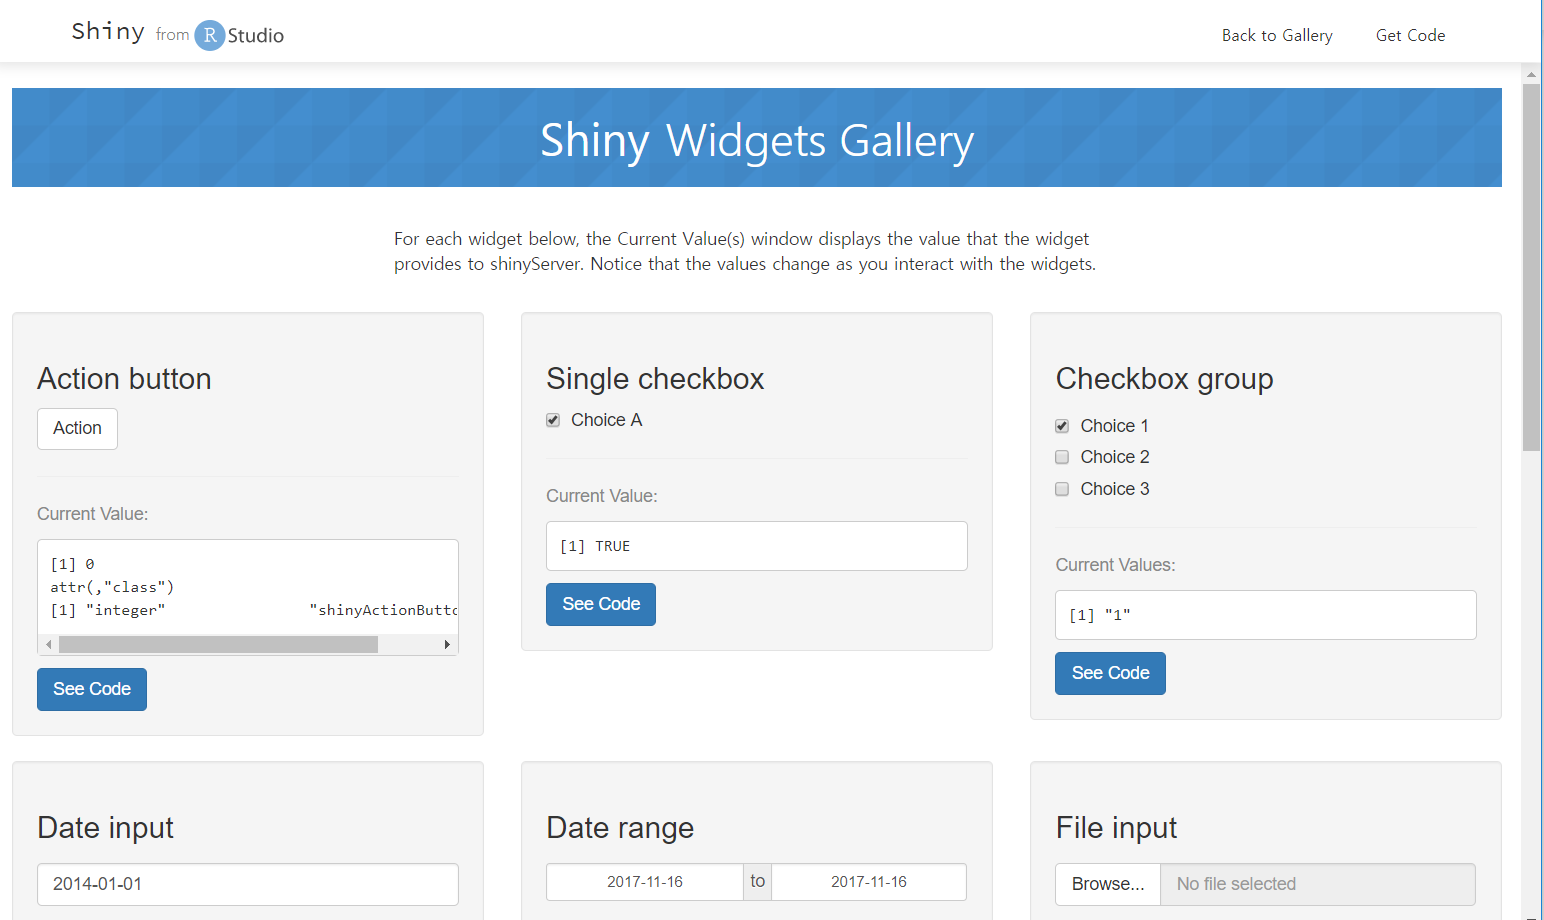 Shiny from R Studio
Back to Gallery
Get Code
Shiny Widgets Gallery
For each widget below, the Current Value(s) window displays the value that the widget
provides to shinyServer. Notice that the values change as you interact with the widgets.
Action button
Action
Current Value:
[1] 0
attr(,"class")
[1] "integer" "shinyActionButto
See Code
Single checkbox
Choice A
Current Value:
[1] TRUE
See Code
Checkbox group
Choice 1
Choice 2
Choice 3
Current Values:
[1] "1"
See Code
Date input
2014-01-01
Date range
2017-11-16 to 2017-11-16
File input
Browse... No file selected